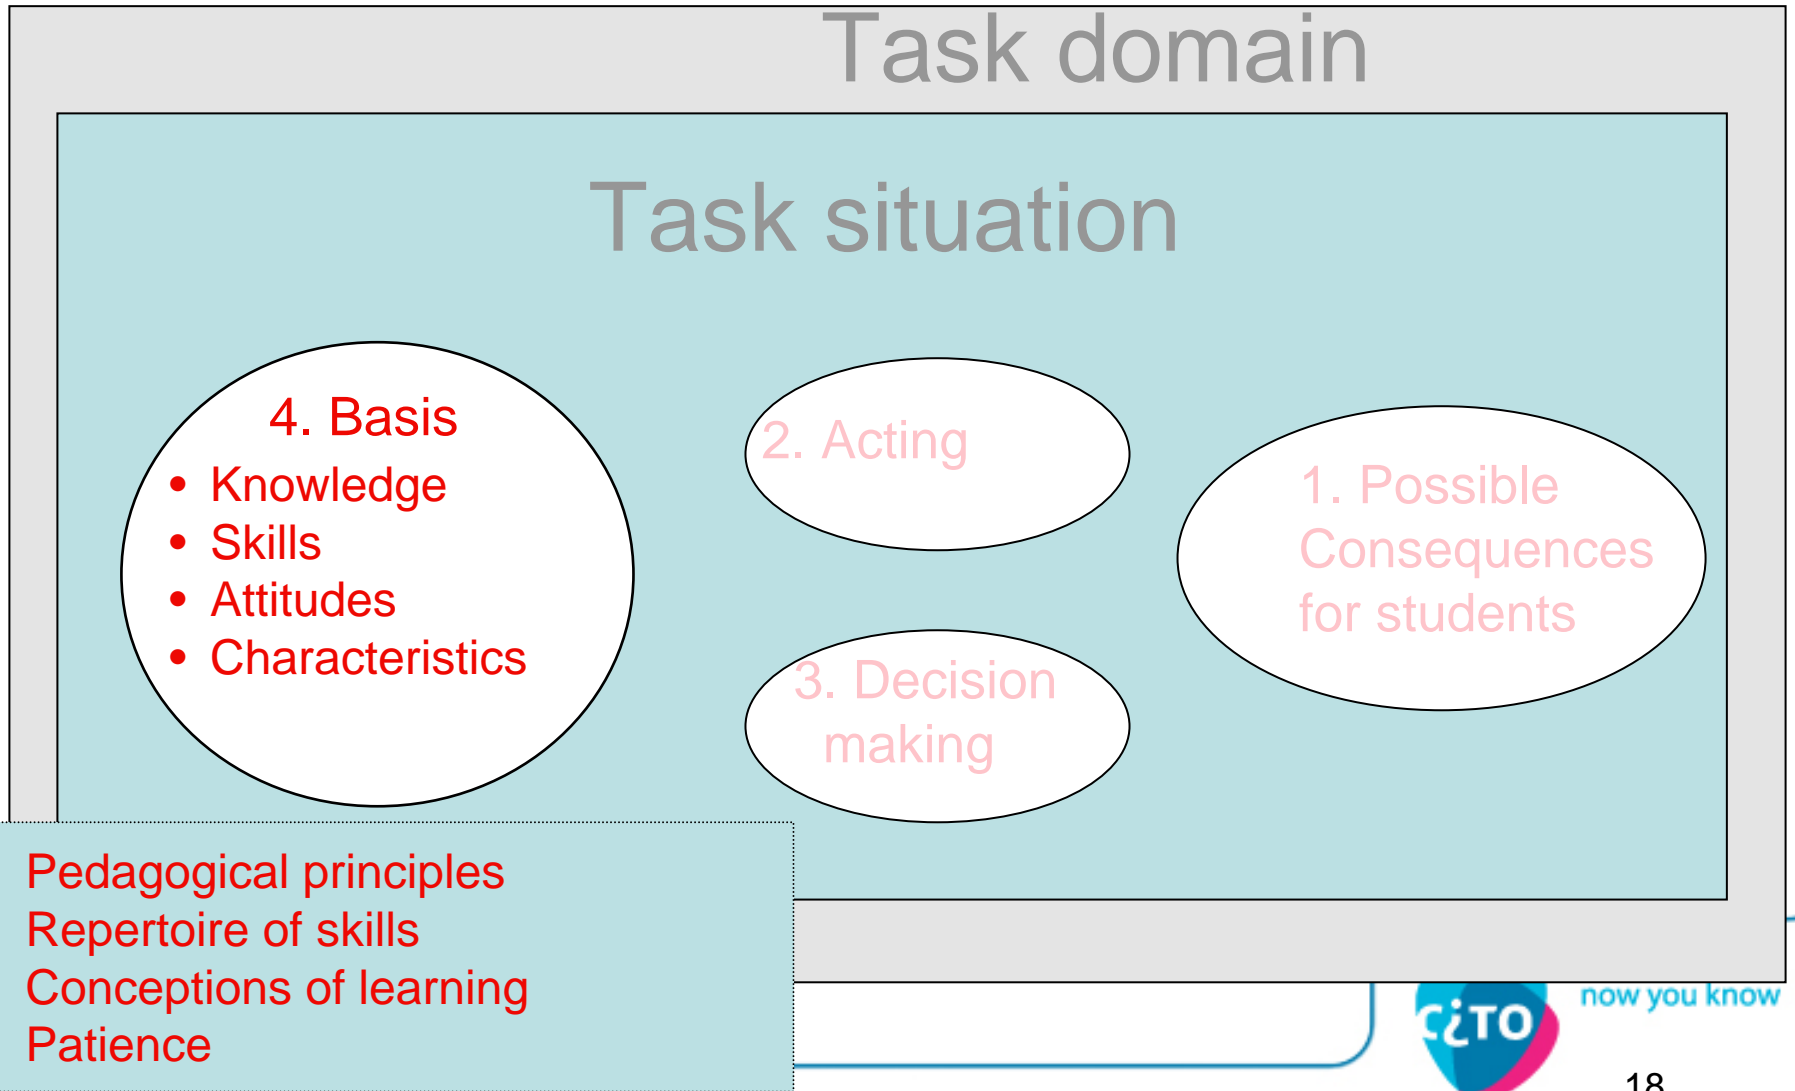 Task domain
Task situation
4. Basis
• Knowledge
• Skills
• Attitudes
• Characteristics
2. Acting
3. Decision
making
1. Possible
Consequences
for students
Pedagogical principles
Repertoire of skills
Conceptions of learning
Patience
CiTO
now you know
18